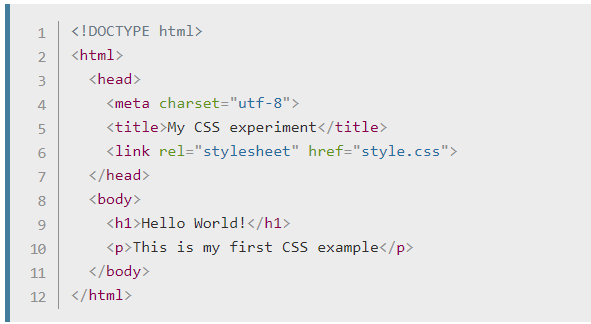 1 <!DOCTYPE html>
2 <html>
3   <head>
4     <meta charset="utf-8">
5     <title>My CSS experiment</title>
6     <link rel="stylesheet" href="style.css">
7   </head>
8   <body>
9     <h1>Hello World!</h1>
10     <p>This is my first CSS example</p>
11   </body>
12 </html>